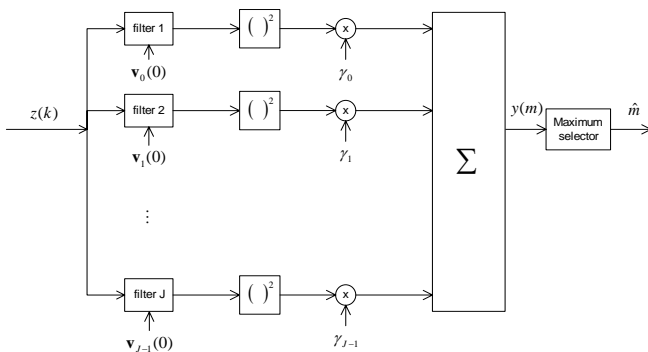 filter 1
( )²
x
v₀(0)
γ₀
z(k)
filter 2
( )²
x
v₁(0)
γ₁
⋮
Σ
y(m)
Maximum
selector
m̂
filter J
( )²
x
v_{J−1}(0)
γ_{J−1}